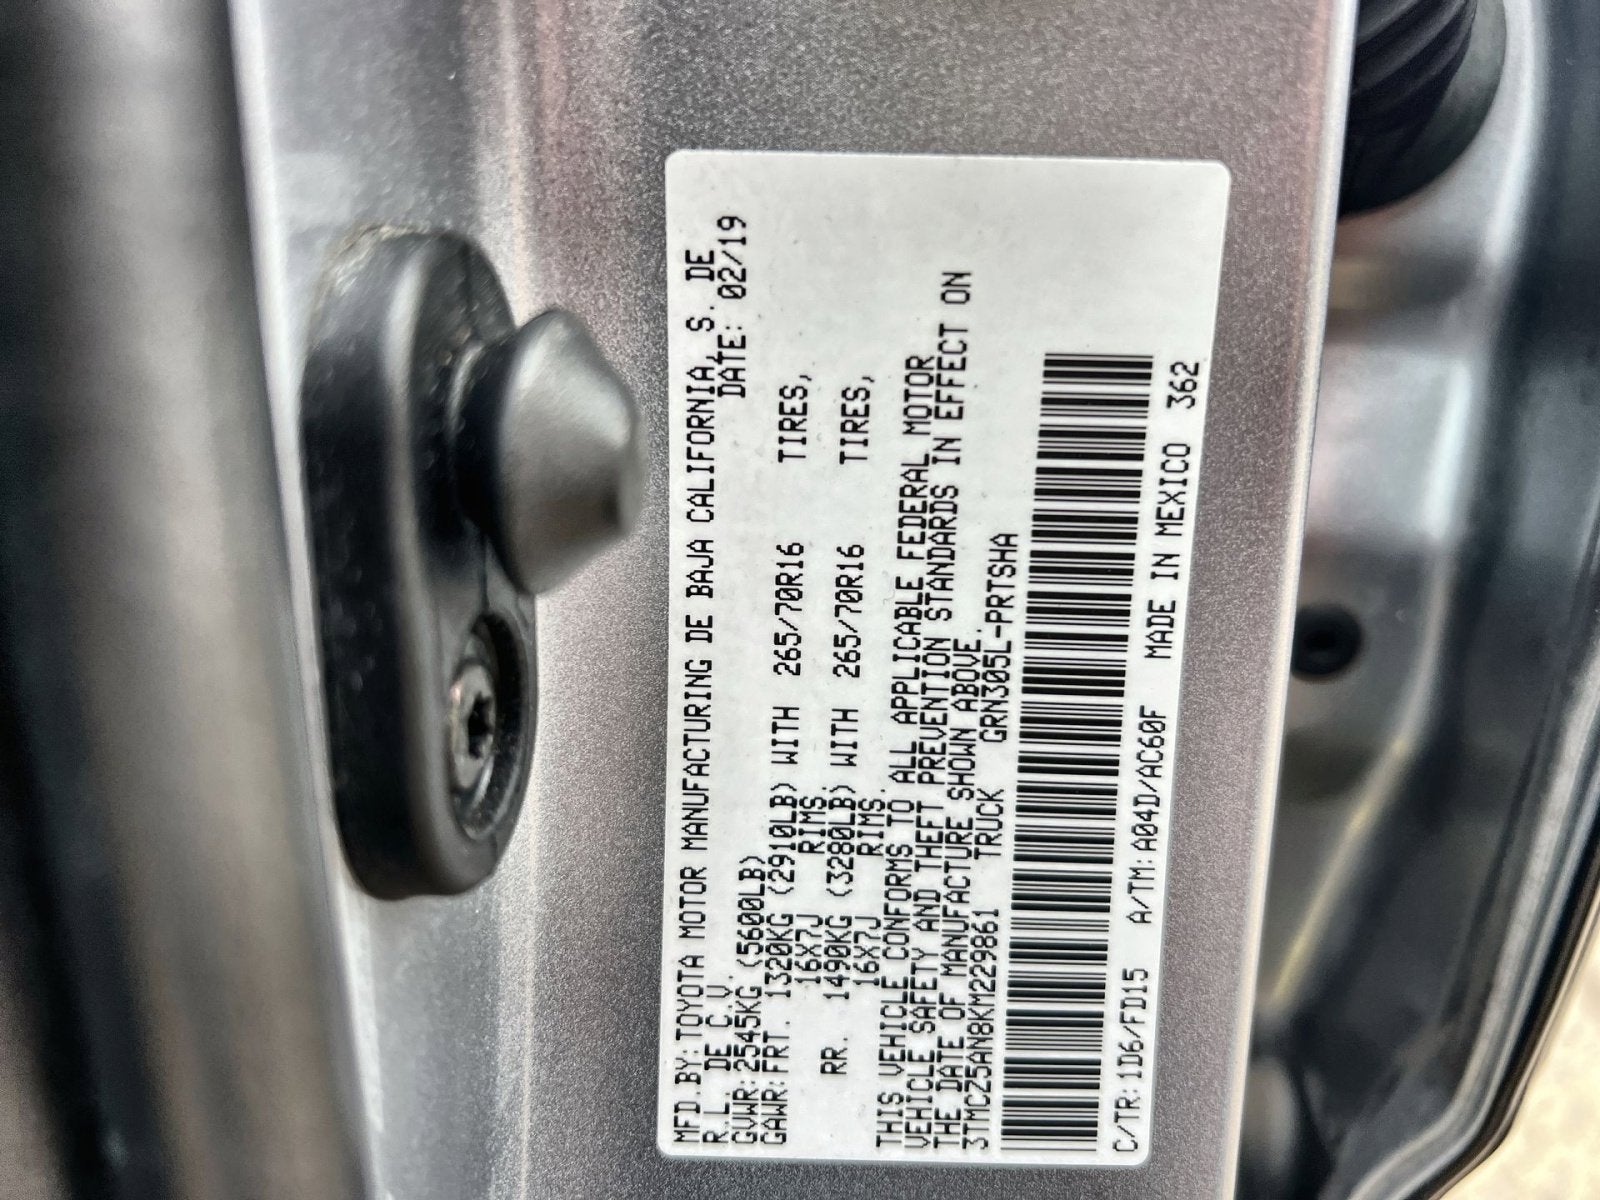 MFD.BY:TOYOTA MOTOR MANUFACTURING DE BAJA CALIFORNIA, S. DE
R.L. DE C.V. DATE: 02/19
GVWR:2545KG (5600LB)
GAWR:FRT. 1320KG (2910LB) WITH 265/70R16 TIRES,
16X7J RIMS.
RR. 1490KG (3280LB) WITH 265/70R16 TIRES,
16X7J RIMS.
THIS VEHICLE CONFORMS TO ALL APPLICABLE FEDERAL MOTOR
VEHICLE SAFETY AND THEFT PREVENTION STANDARDS IN EFFECT ON
THE DATE OF MANUFACTURE SHOWN ABOVE.
3TMCZ5AN8KM229861 TRUCK GRN305L-PRTSHA
C/TR:1D6/FD15 A/TM:A04D/AC60F MADE IN MEXICO 362